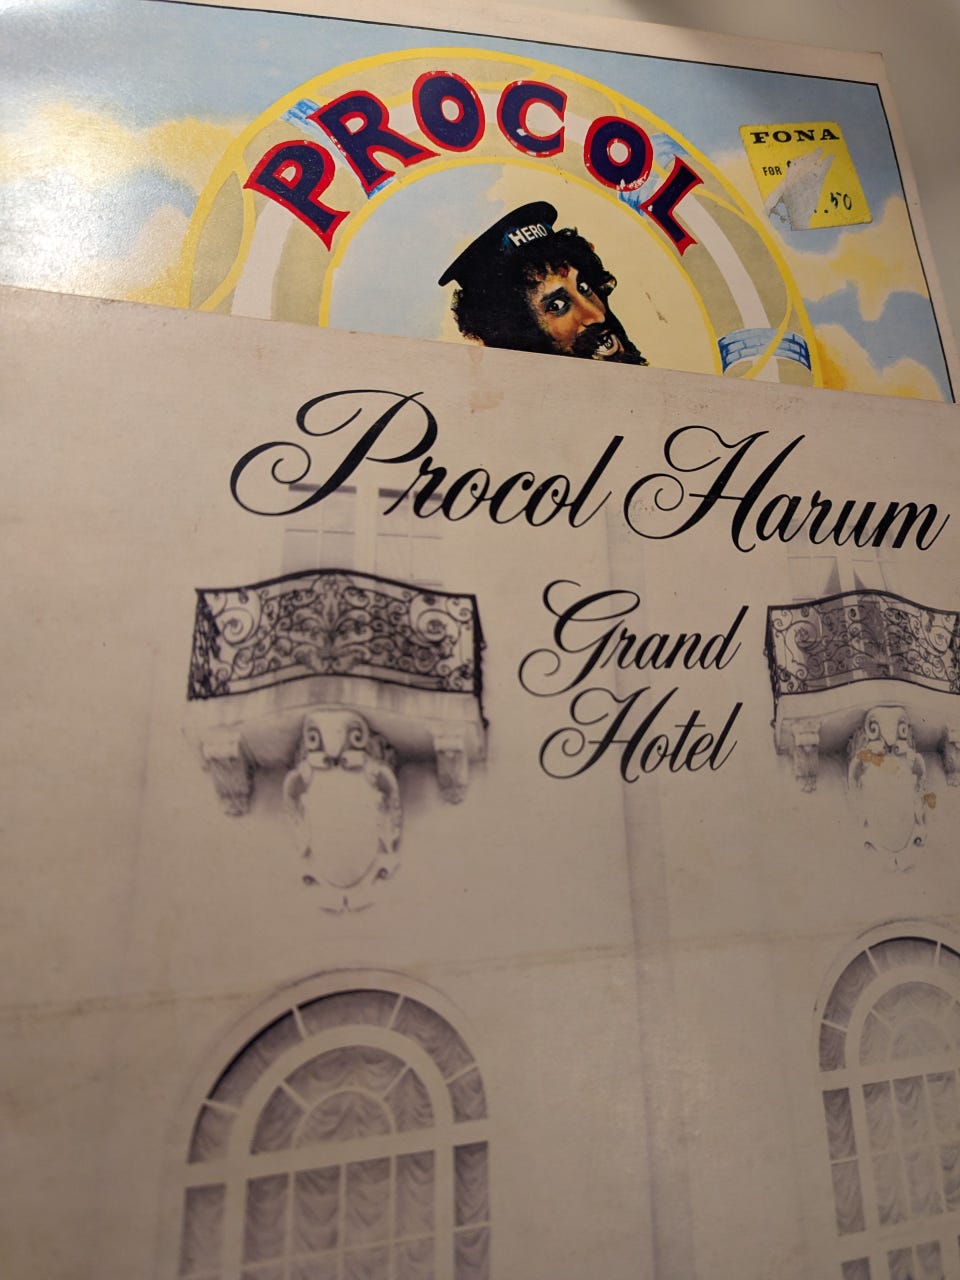 PROCOL
HERO
FONA
FOR
.50
Procol Harum
Grand
Hotel